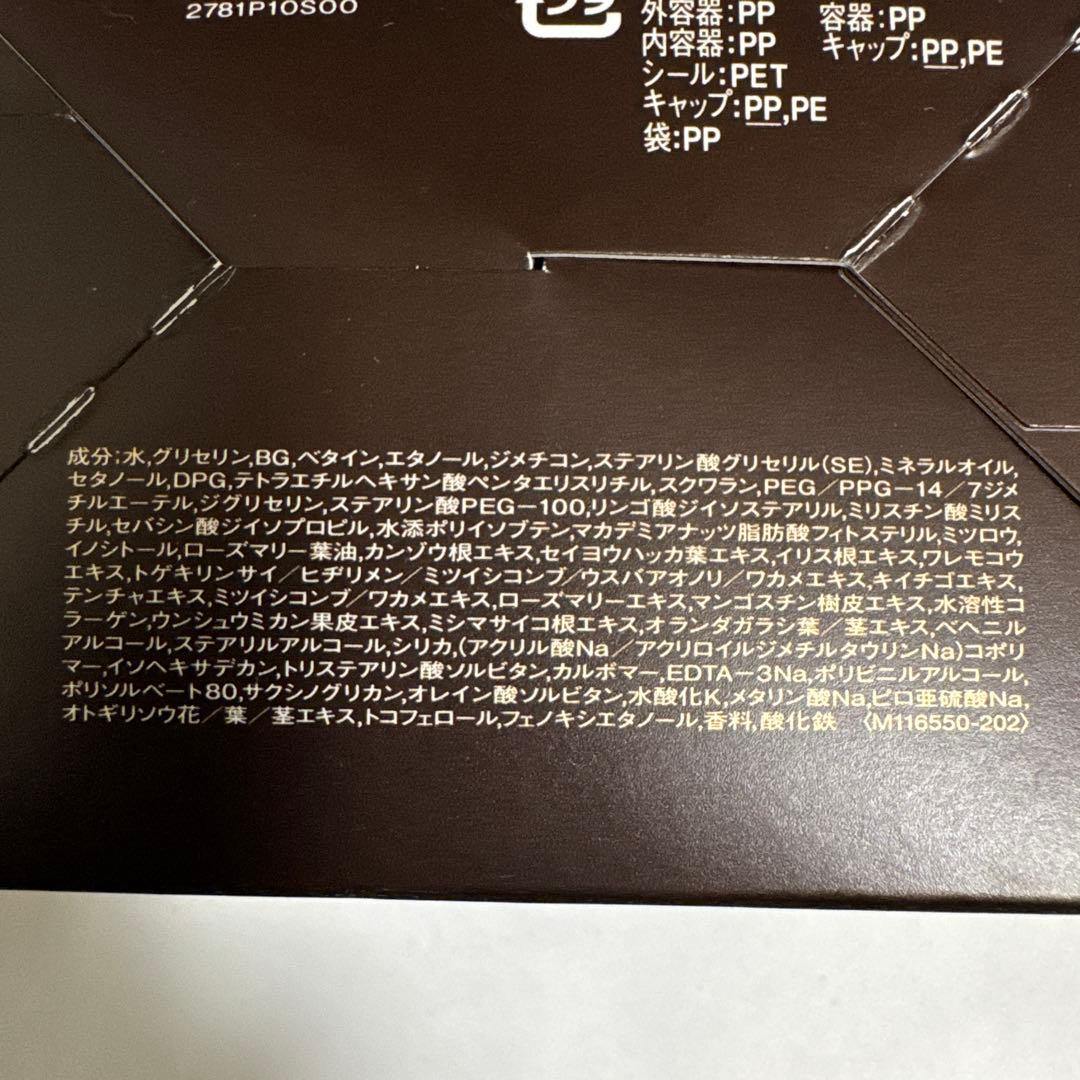 2781P10S00
外容器:PP
内容器:PP
シール:PET
キャップ:PP,PE
袋:PP
容器:PP
キャップ:PP,PE
成分;水,グリセリン,BG,ベタイン,エタノール,ジメチコン,ステアリン酸グリセリル(SE),ミネラルオイル,
セタノール,DPG,テトラエチルヘキサン酸ペンタエリスリチル,スクワラン,PEG/PPG-14/7ジメ
チルエーテル,ジグリセリン,ステアリン酸PEG-100,リンゴ酸ジイソステアリル,ミリスチン酸ミリス
チル,セバシン酸ジイソプロピル,水添ポリイソブテン,マカデミアナッツ脂肪酸フィトステリル,ミツロウ,
イノシトール,ローズマリー葉油,カンゾウ根エキス,セイヨウハッカ葉エキス,イリス根エキス,ワレモコウ
エキス,トゲキリンサイ/ヒヂリメン/ミツイシコンブ/ウスバアオノリ/ワカメエキス,キイチゴエキス,
テンチャエキス,ミツイシコンブ/ワカメエキス,ローズマリーエキス,マンゴスチン樹皮エキス,水溶性コ
ラーゲン,ウンシュウミカン果皮エキス,ミシマサイコ根エキス,オランダガラシ葉/茎エキス,ベヘニル
アルコール,ステアリルアルコール,シリカ,(アクリル酸Na/アクリロイルジメチルタウリンNa)コポリ
マー,イソヘキサデカン,トリステアリン酸ソルビタン,カルボマー,EDTA-3Na,ポリビニルアルコール,
ポリソルベート80,サクシノグリカン,オレイン酸ソルビタン,水酸化K,メタリン酸Na,ピロ亜硫酸Na,
オトギリソウ花/葉/茎エキス,トコフェロール,フェノキシエタノール,香料,酸化鉄 〈M116550-202〉